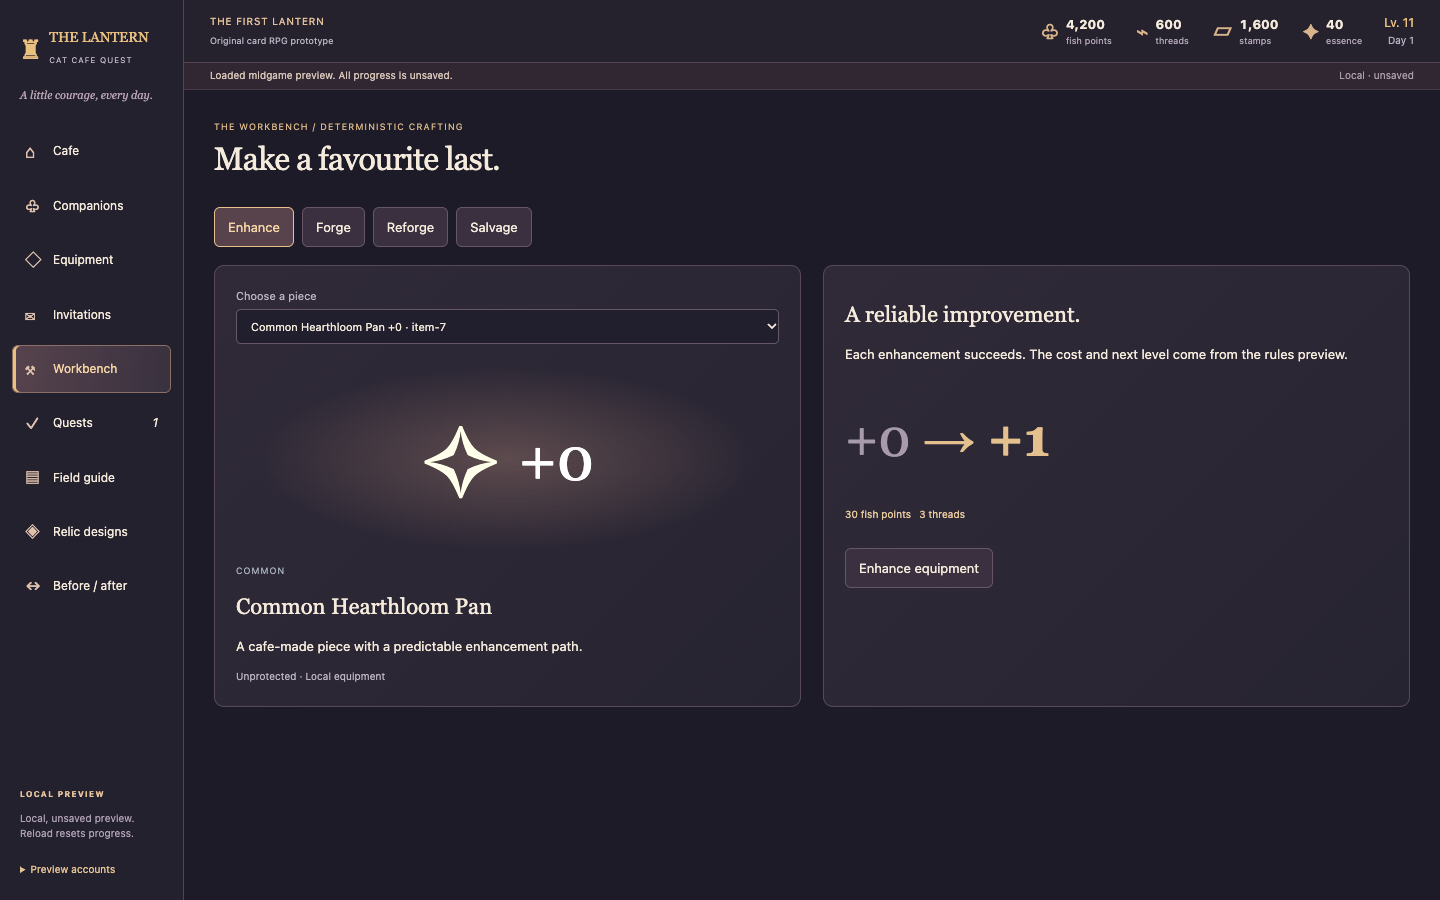 THE LANTERN
CAT CAFE QUEST
A little courage, every day.
Cafe
Companions
Equipment
Invitations
Workbench
Quests 1
Field guide
Relic designs
Before / after
LOCAL PREVIEW
Local, unsaved preview.
Reload resets progress.
Preview accounts
THE FIRST LANTERN
Original card RPG prototype
4,200
fish points
600
threads
1,600
stamps
40
essence
Lv. 11
Day 1
Loaded midgame preview. All progress is unsaved.
Local · unsaved
THE WORKBENCH / DETERMINISTIC CRAFTING
Make a favourite last.
Enhance
Forge
Reforge
Salvage
Choose a piece
Common Hearthloom Pan +0 · item-7
+0
COMMON
Common Hearthloom Pan
A cafe-made piece with a predictable enhancement path.
Unprotected · Local equipment
A reliable improvement.
Each enhancement succeeds. The cost and next level come from the rules preview.
+0 → +1
30 fish points 3 threads
Enhance equipment